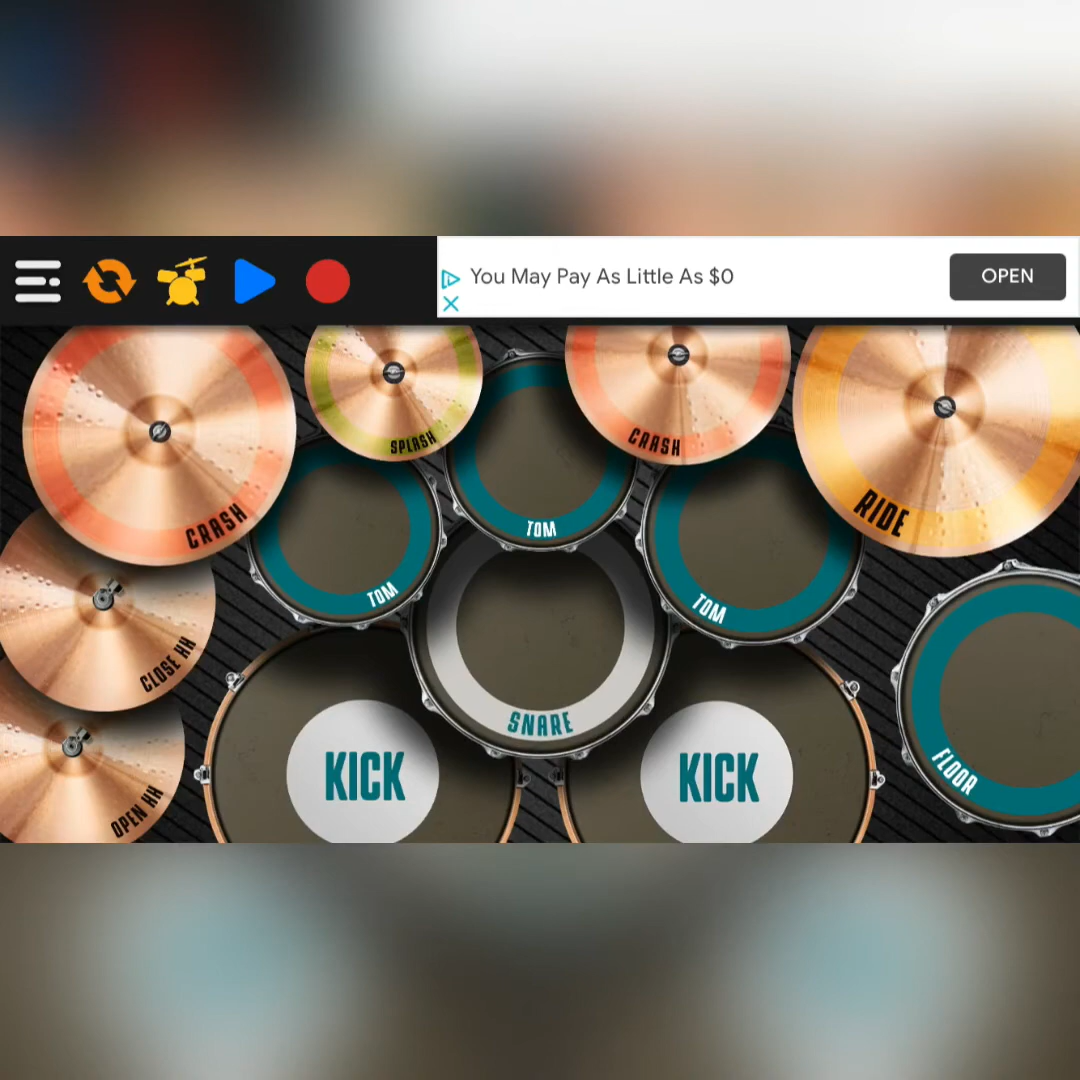 You May Pay As Little As $0
OPEN
CRASH
SPLASH
CRASH
RIDE
TOM
TOM
TOM
CLOSE HH
SNARE
OPEN HH
KICK
KICK
FLOOR